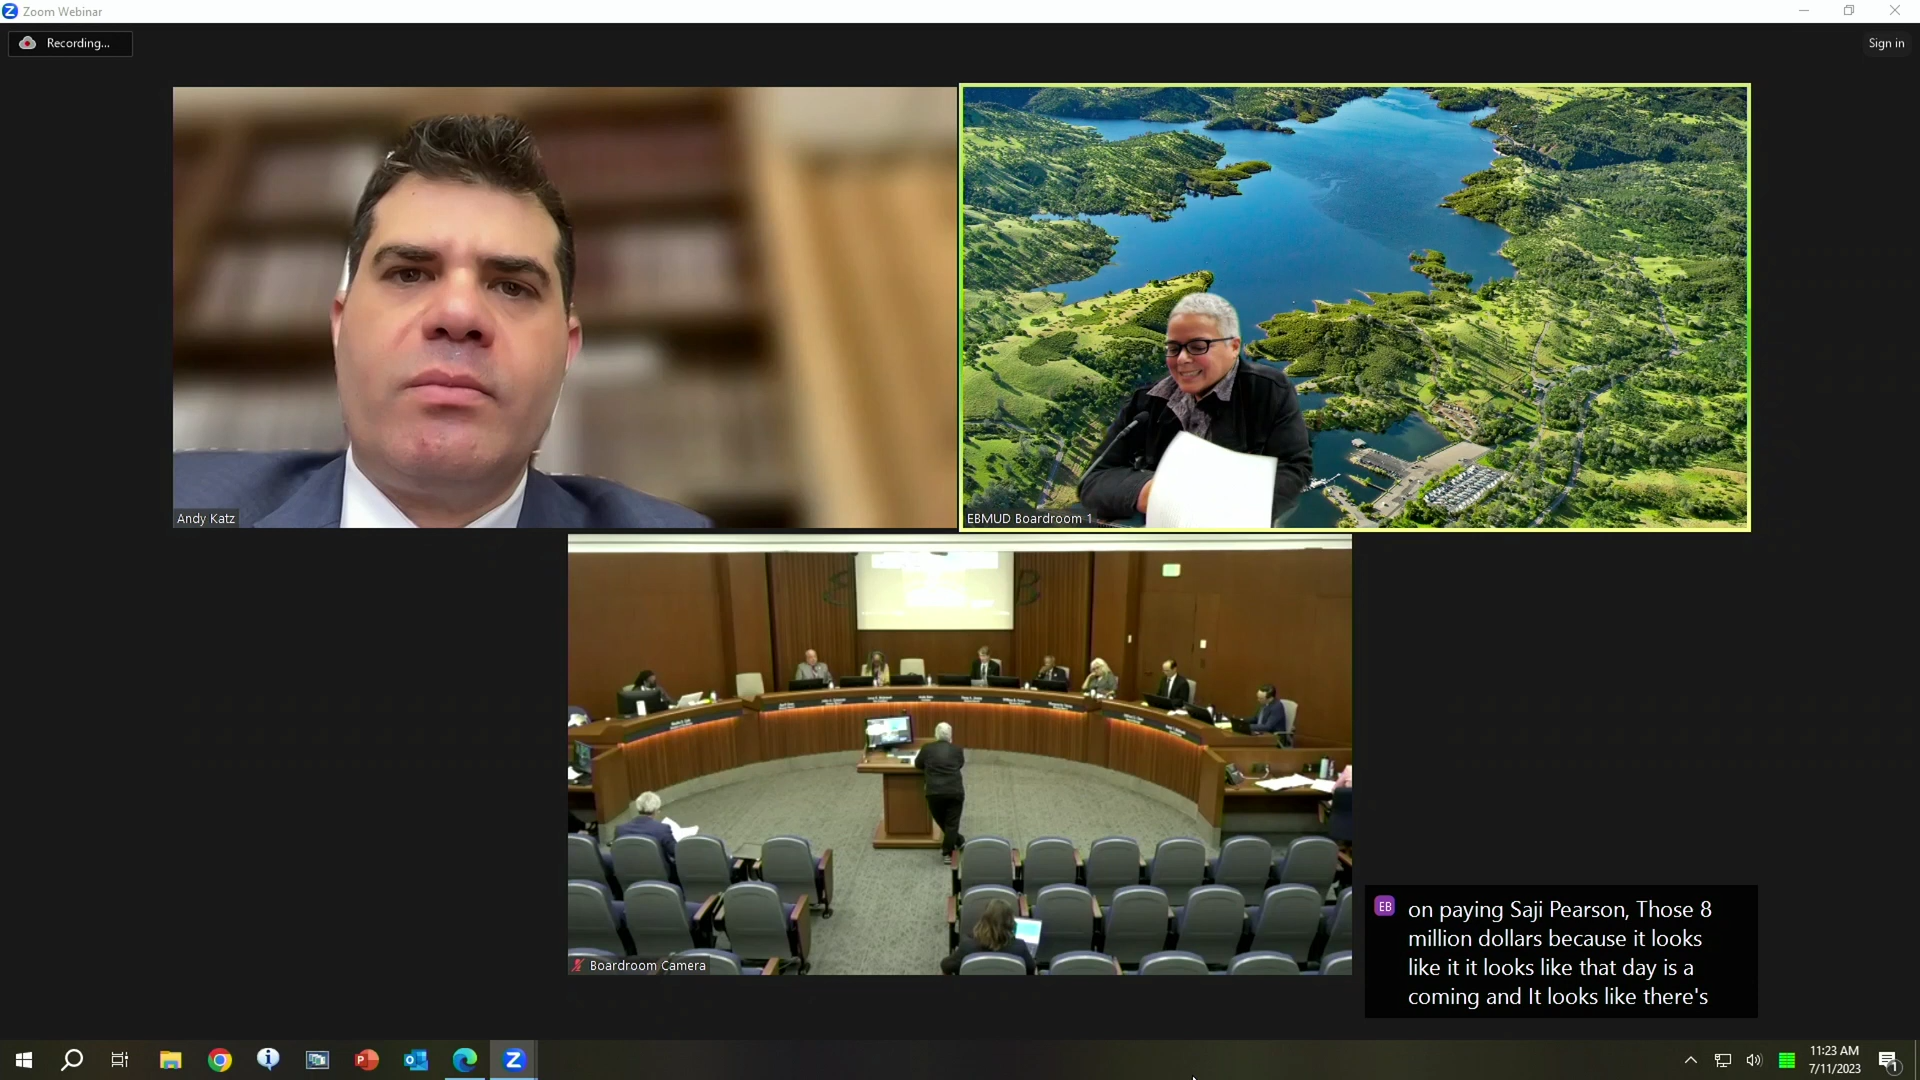 Zoom Webinar
Recording...
Sign in
Andy Katz
EBMUD Boardroom 1
Boardroom Camera
EB
on paying Saji Pearson, Those 8
million dollars because it looks
like it it looks like that day is a
coming and It looks like there's
11:23 AM
7/11/2023
1